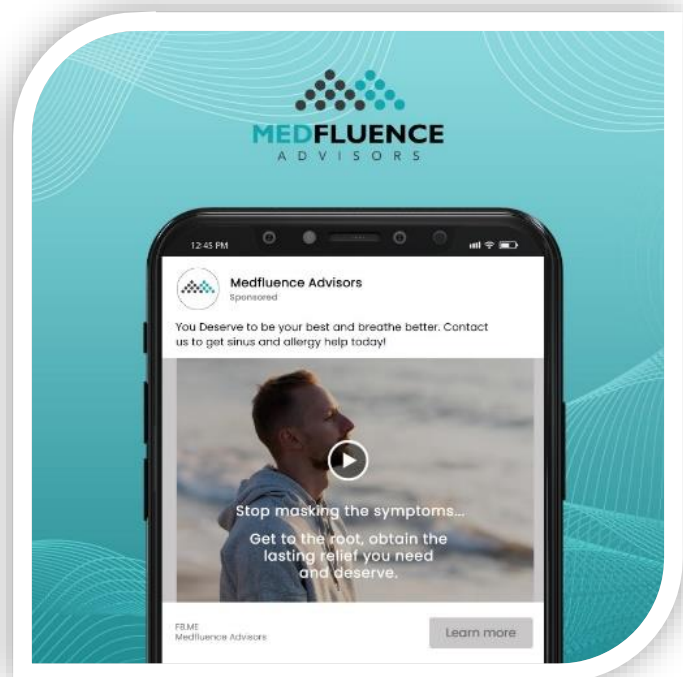 MEDFLUENCE
ADVISORS
12:45 PM
Medfluence Advisors
Sponsored
You Deserve to be your best and breathe better. Contact
us to get sinus and allergy help today!
Stop masking the symptoms...
Get to the root, obtain the
lasting relief you need
and deserve.
FB.ME
Medfluence Advisors
Learn more